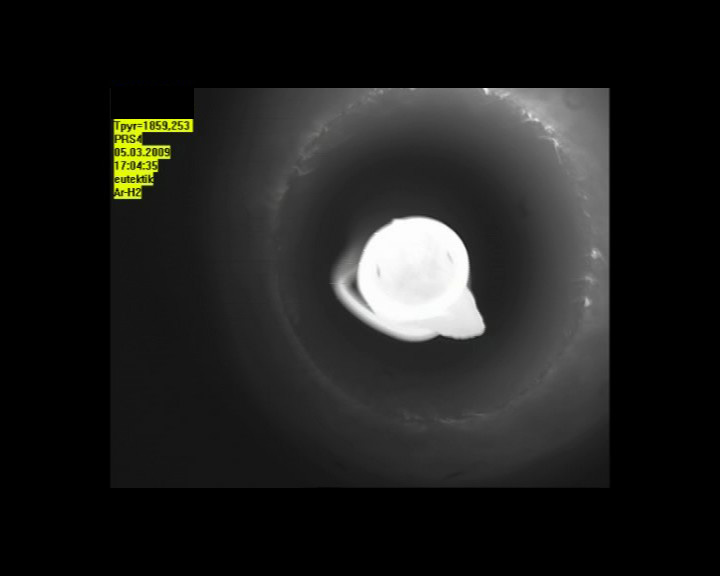 Tpyr=1859,253
PRS4
05.03.2009
17:04:35
eutektik
Ar-H2